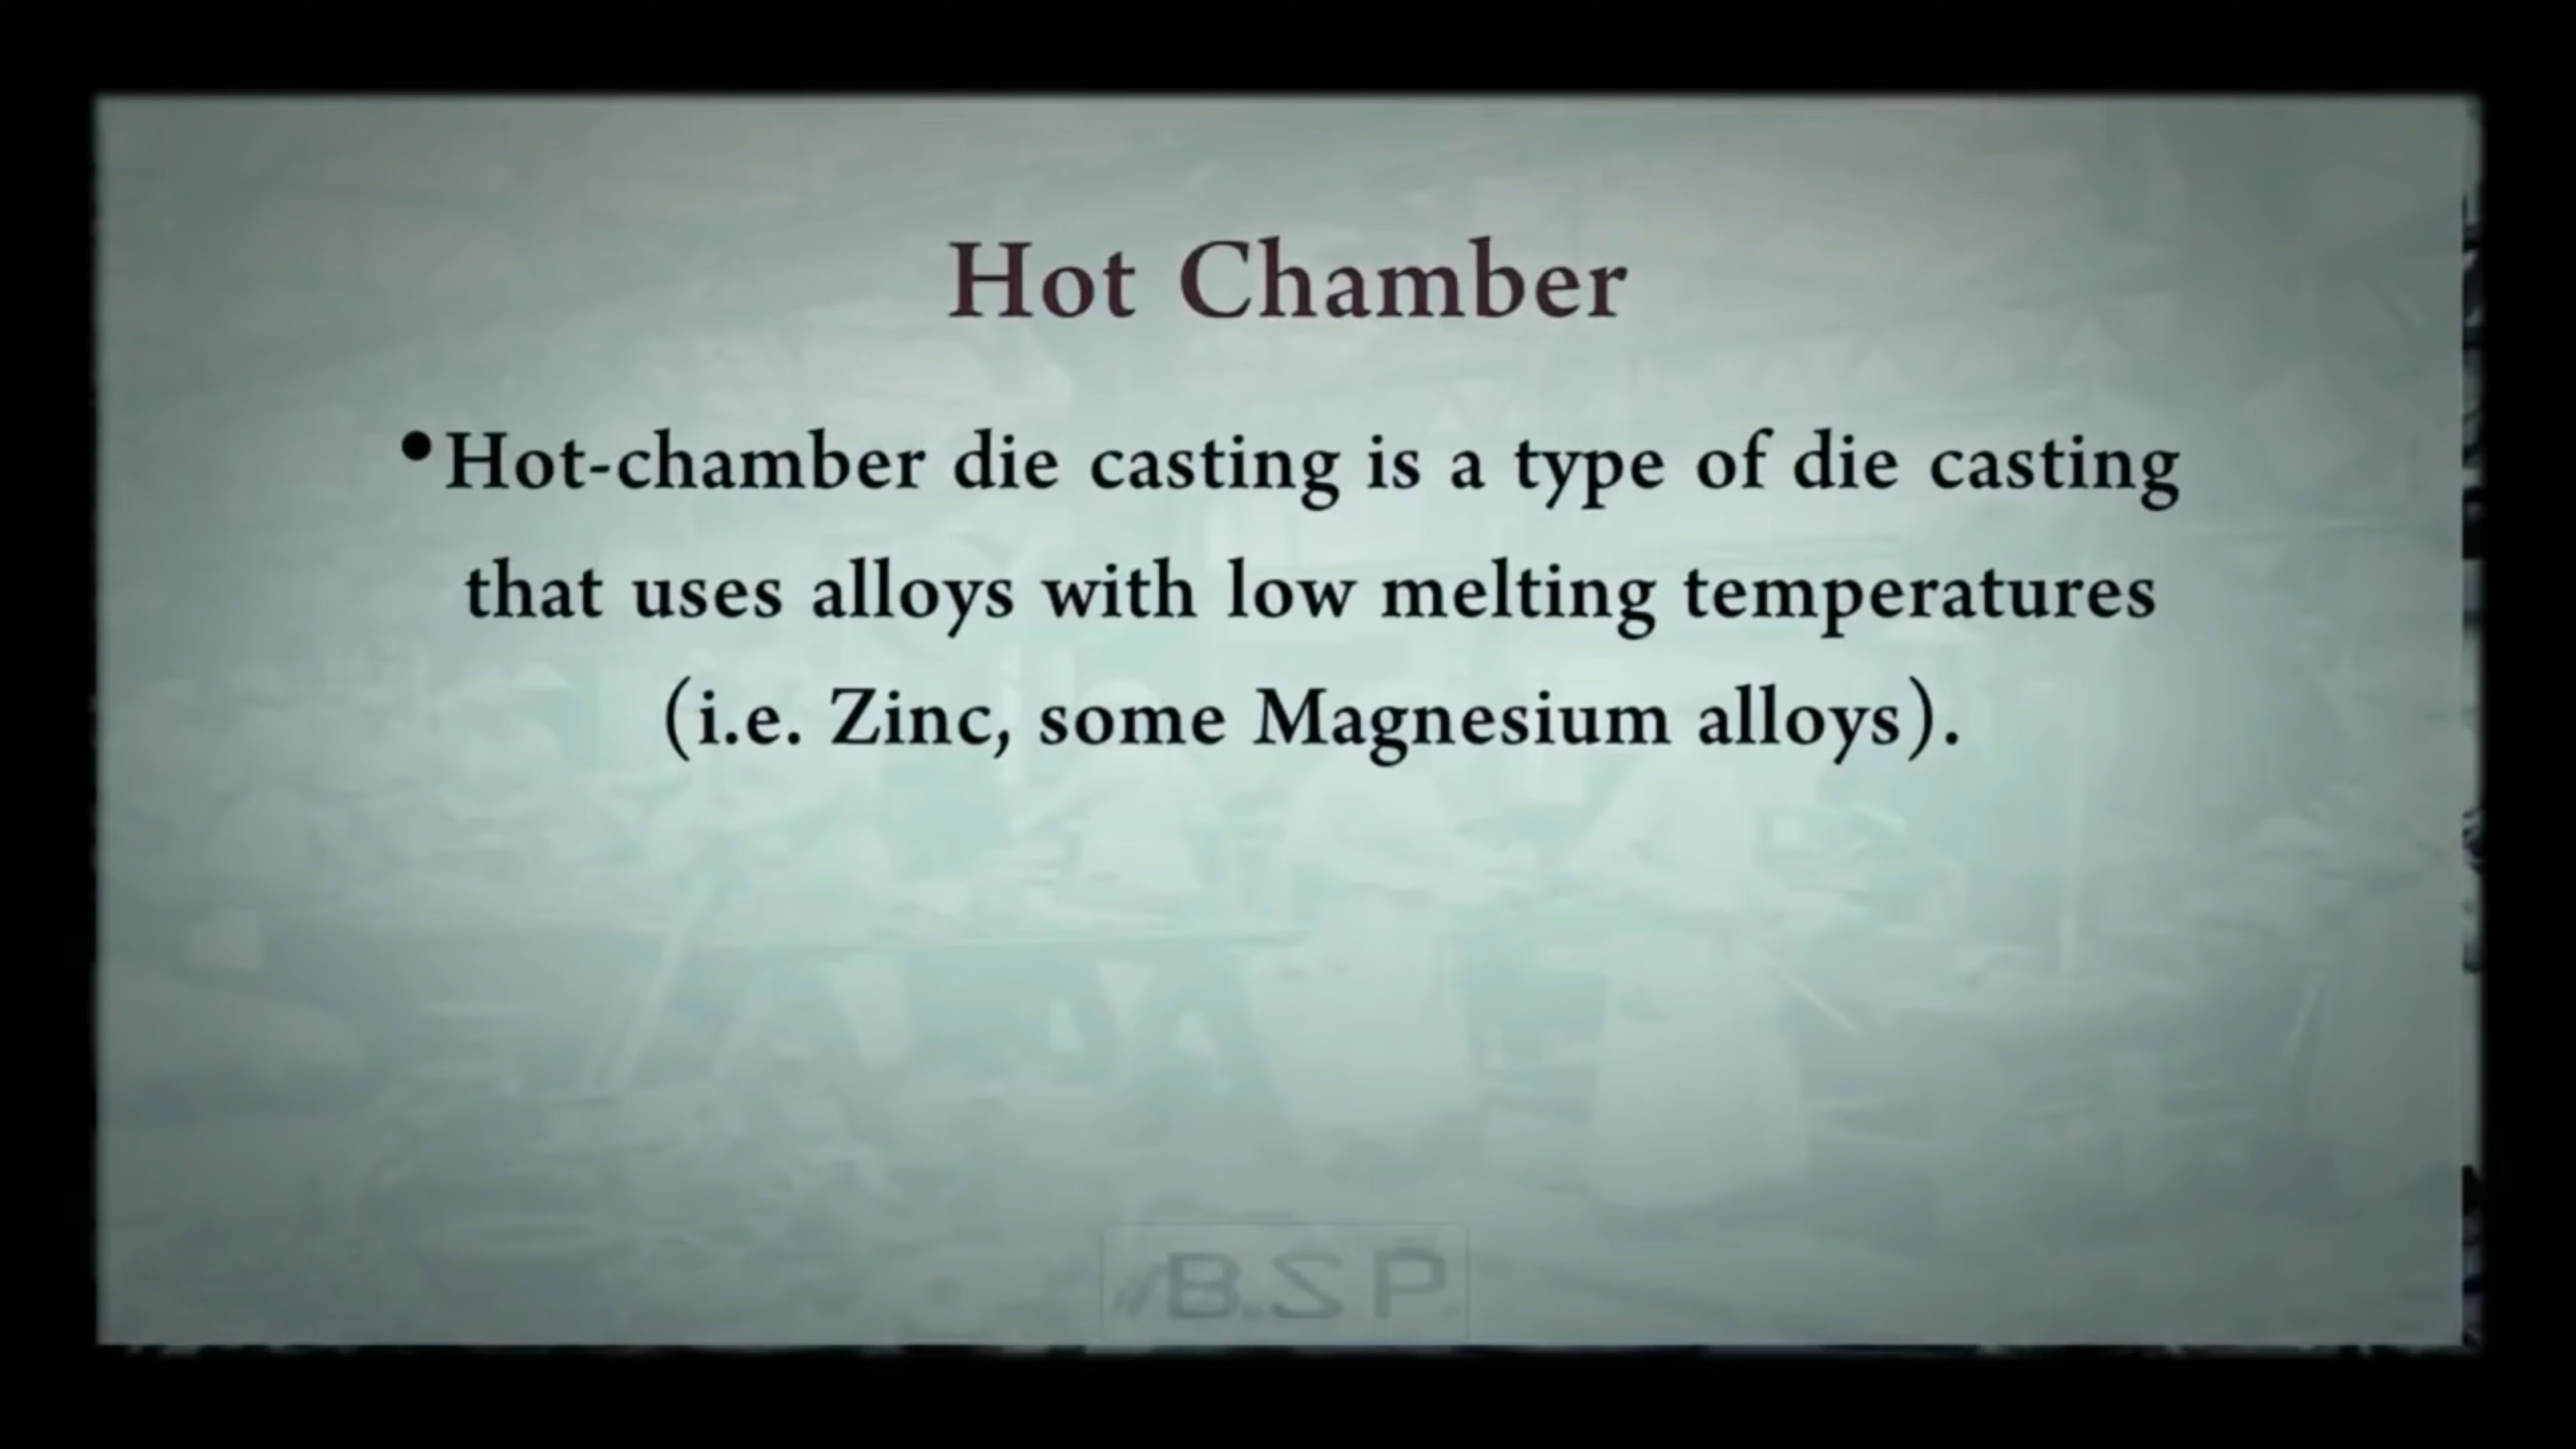 Hot Chamber
•Hot-chamber die casting is a type of die casting
that uses alloys with low melting temperatures
(i.e. Zinc, some Magnesium alloys).
B.S.P.